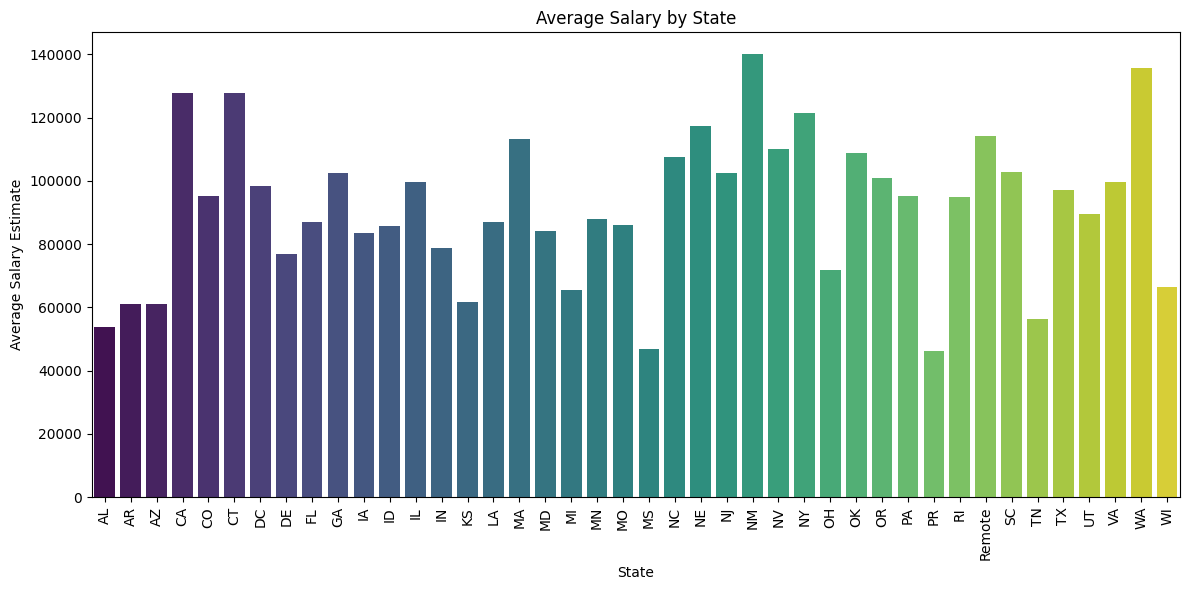 Average Salary by State
Average Salary Estimate
140000
120000
100000
80000
60000
40000
20000
0
AL AR AZ CA CO CT DC DE FL GA IA ID IL IN KS LA MA MD MI MN MO MS NC NE NJ NM NV NY OH OK OR PA PR RI Remote SC TN TX UT VA WA WI
State